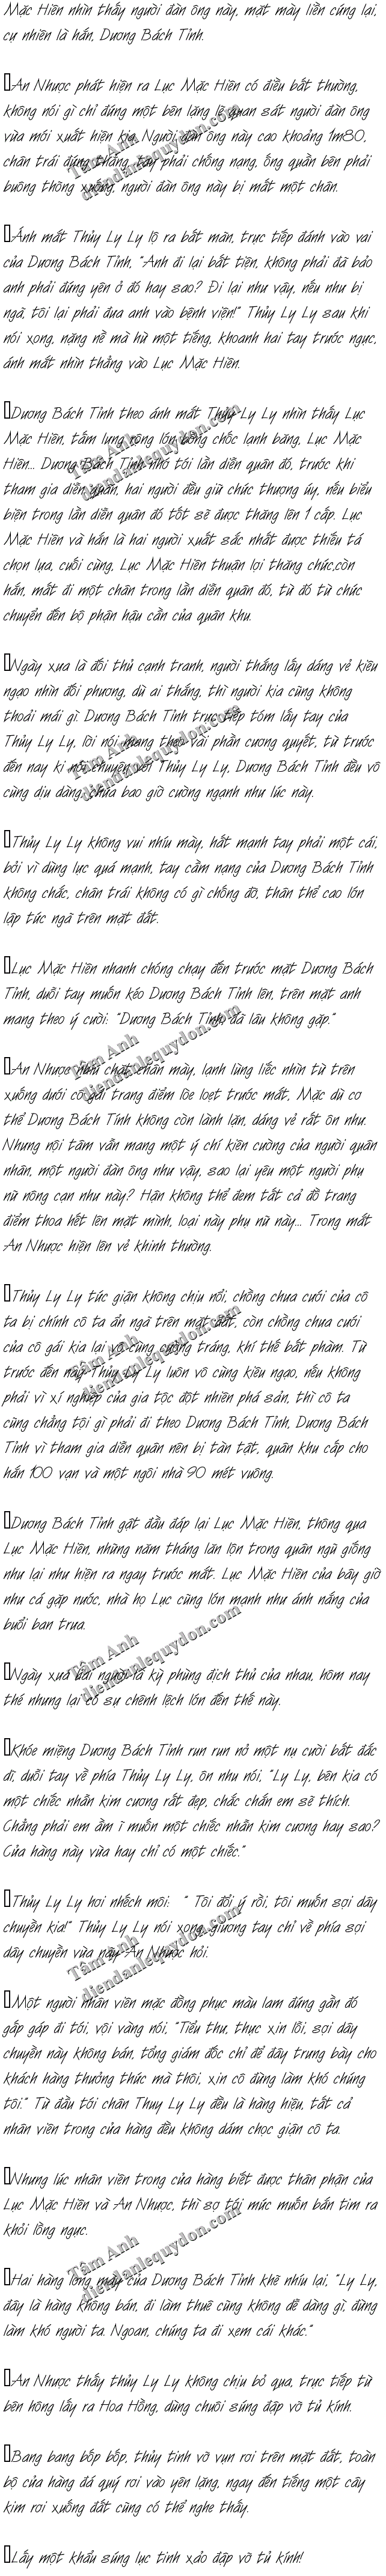 Mặc Hiền nhìn thấy người đàn ông này, mặt mày liền cứng lại,
cự nhiên là hắn, Dương Bách Tỉnh.
An Nhược phát hiện ra Lục Mặc Hiền có điều bất thường,
không nói gì chỉ đứng một bên lặng lẽ quan sát người đàn ông
vừa mới xuất hiện kia. Người đàn ông này cao khoảng 1m80,
chân trái đứng thẳng, tay phải chống nạng, ống quần bên phải
buông thõng xuống, người đàn ông này bị mất một chân.
Ánh mắt Thủy Ly Ly lộ ra bất mãn, trực tiếp đánh vào vai
của Dương Bách Tỉnh, "Anh đi lại bất tiện, không phải đã bảo
anh phải đứng yên ở đó hay sao? Đi lại như vậy, nếu như bị
ngã, tôi lại phải đưa anh vào bệnh viện!" Thủy Ly Ly sau khi
nói xong, nặng nề mà hừ một tiếng, khoanh hai tay trước ngực,
ánh mắt nhìn thẳng vào Lục Mặc Hiền.
Dương Bách Tỉnh theo ánh mắt Thủy Ly Ly nhìn thấy Lục
Mặc Hiền, tấm lưng rộng lớn bỗng chốc lạnh băng, Lục Mặc
Hiền... Dương Bách Tỉnh nhớ tới lần diễn quân đó, trước khi
tham gia diễn quân, hai người đều giữ chức thượng úy, nếu biểu
hiện trong lần diễn quân đó tốt sẽ được thăng lên 1 cấp. Lục
Mặc Hiền và hắn là hai người xuất sắc nhất được thiếu tá
chọn lựa, cuối cùng, Lục Mặc Hiền thuận lợi thăng chức,còn
hắn, mất đi một chân trong lần diễn quân đó, từ đó từ chức
chuyển đến bộ phận hậu cần của quân khu.
Ngày xưa là đối thủ cạnh tranh, người thắng lấy dáng vẻ kiêu
ngạo nhìn đối phương, dù ai thắng, thì người kia cũng không
thoải mái gì. Dương Bách Tỉnh trực tiếp tóm lấy tay của
Thủy Ly Ly, lời nói mang theo vài phần cương quyết, từ trước
đến nay kị nói chuyện với Thủy Ly Ly, Dương Bách Tỉnh đều vô
cùng dịu dàng, chưa bao giờ cường ngạnh như lúc này.
Thủy Ly Ly không vui nhíu mày, hất mạnh tay phải một cái,
bởi vì dùng lực quá mạnh, tay cầm nạng của Dương Bách Tỉnh
không chắc, chân trái không có gì chống đỡ, thân thể cao lớn
lập tức ngã trên mặt đất.
Lục Mặc Hiền nhanh chóng chạy đến trước mặt Dương Bách
Tỉnh, duỗi tay muốn kéo Dương Bách Tỉnh lên, trên mặt anh
mang theo ý cười: "Dương Bách Tỉnh, đã lâu không gặp."
An Nhược nhíu chặt chân mày, lạnh lùng liếc nhìn từ trên
xuống dưới cô gái trang điểm lòe loẹt trước mắt, Mặc dù cơ
thể Dương Bách Tính không còn lành lặn, dáng vẻ rất ôn nhu.
Nhưng nội tâm vẫn mang một ý chí kiên cường của người quân
nhân, một người đàn ông như vậy, sao lại yêu một người phụ
nữ nông cạn như này? Hận không thể đem tất cả đồ trang
điểm thoa hết lên mặt mình, loại này phụ nữ này... Trong mắt
An Nhược hiện lên vẻ khinh thường.
Thủy Ly Ly tức giận không chịu nổi, chồng chưa cưới của cô
ta bị chính cô ta ẩn ngã trên mặt đất, còn chồng chưa cưới
của cô gái kia lại vô cùng cường tráng, khí thế bất phàm. Từ
trước đến nay Thủy Ly Ly luôn vô cùng kiêu ngạo, nếu không
phải vì xí nghiệp của gia tộc đột nhiên phá sản, thì cô ta
cũng chẳng tội gì phải đi theo Dương Bách Tỉnh, Dương Bách
Tỉnh vì tham gia diễn quân nên bị tàn tật, quân khu cấp cho
hắn 100 vạn và một ngôi nhà 90 mét vuông.
Dương Bách Tỉnh gật đầu đáp lại Lục Mặc Hiền, thông qua
Lục Mặc Hiền, những năm tháng lăn lộn trong quân ngũ giống
như lại như hiện ra ngay trước mắt. Lục Mặc Hiền của bây giờ
như cá gặp nước, nhà họ Lục cũng lớn mạnh như ánh nắng của
buổi ban trưa.
Ngày xưa hai người là kỳ phùng địch thủ của nhau, hôm nay
thế nhưng lại có sự chênh lệch lớn đến thế này.
Khóe miệng Dương Bách Tỉnh run run nở một nụ cười bất đắc
dĩ, duỗi tay về phía Thủy Ly Ly, ôn nhu nói, "Ly Ly, bên kia có
một chiếc nhẫn kim cương rất đẹp, chắc chắn em sẽ thích.
Chẳng phải em ầm ĩ muốn một chiếc nhẫn kim cương hay sao?
Cửa hàng này vừa hay chỉ có một chiếc."
Thủy Ly Ly hơi nhếch môi: " Tôi đổi ý rồi, tôi muốn sợi dây
chuyền kia!" Thủy Ly Ly nói xong, giương tay chỉ về phía sợi
dây chuyền vừa nãy An Nhược hỏi.
Một người nhân viên mặc đồng phục màu lam đứng gần đó
gấp gáp đi tới, vội vàng nói, "Tiểu thư, thực xin lỗi, sợi dây
chuyền này không bán, tổng giám đốc chỉ để đây trưng bày cho
khách hàng thưởng thức mà thôi, xin cô đừng làm khó chúng
tôi." Từ đầu tới chân Thuy Ly Ly đều là hàng hiệu, tất cả
nhân viên trong cửa hàng đều không dám chọc giận cô ta.
Nhưng lúc nhân viên trong cửa hàng biết được thân phận của
Lục Mặc Hiền và An Nhược, thì sợ tới mức muốn bắn tim ra
khỏi lồng ngực.
Hai hàng lông mày của Dương Bách Tỉnh khẽ nhíu lại, "Ly Ly,
đây là hàng không bán, đi làm thuê cũng không dễ dàng gì, đừng
làm khó người ta. Ngoan, chúng ta đi xem cái khác."
An Nhược thấy thủy Ly Ly không chịu bỏ qua, trực tiếp từ
bên hông lấy ra Hoa Hồng, dùng chuôi súng đập vỡ tủ kính.
Bang bang bốp bốp, thủy tinh vỡ vụn rơi trên mặt đất, toàn
bộ cửa hàng đá quý rơi vào yên lặng, ngay đến tiếng một cây
kim rơi xuống đất cũng có thể nghe thấy.
Lấy một khẩu súng lục tinh xảo đập vỡ tủ kính!